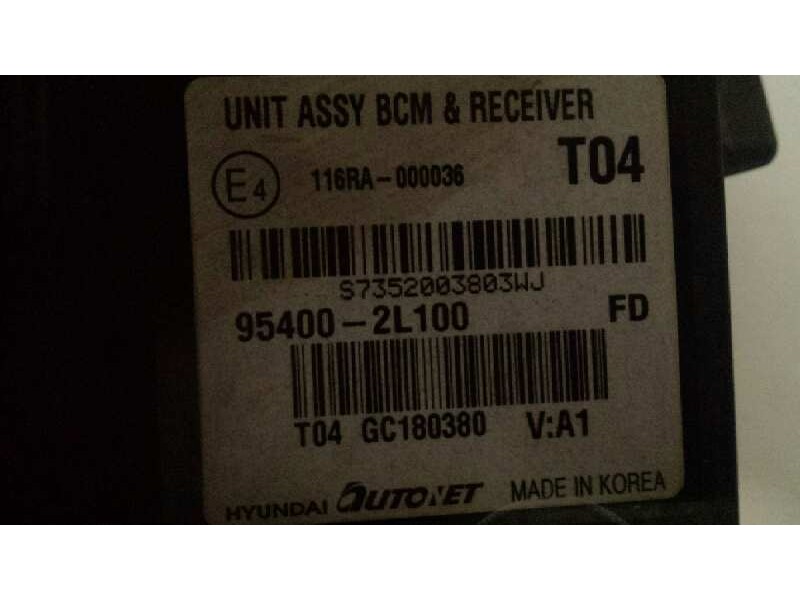 UNIT ASSY BCM & RECEIVER
E4 116RA-000036 T04
S7352003803WJ
95400-2L100 FD
T04 GC180380 V:A1
HYUNDAI AUTONET MADE IN KOREA